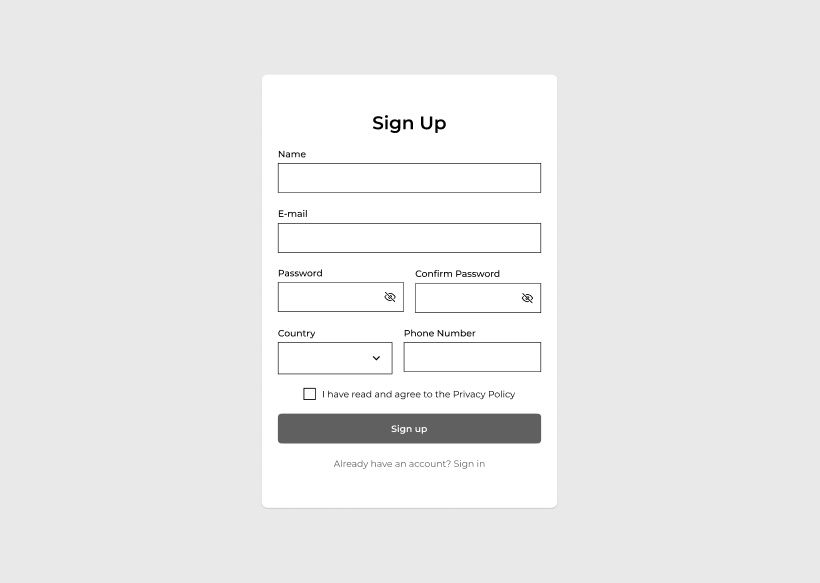 Sign Up
Name
E-mail
Password
Confirm Password
Country
Phone Number
I have read and agree to the Privacy Policy
Sign up
Already have an account? Sign in